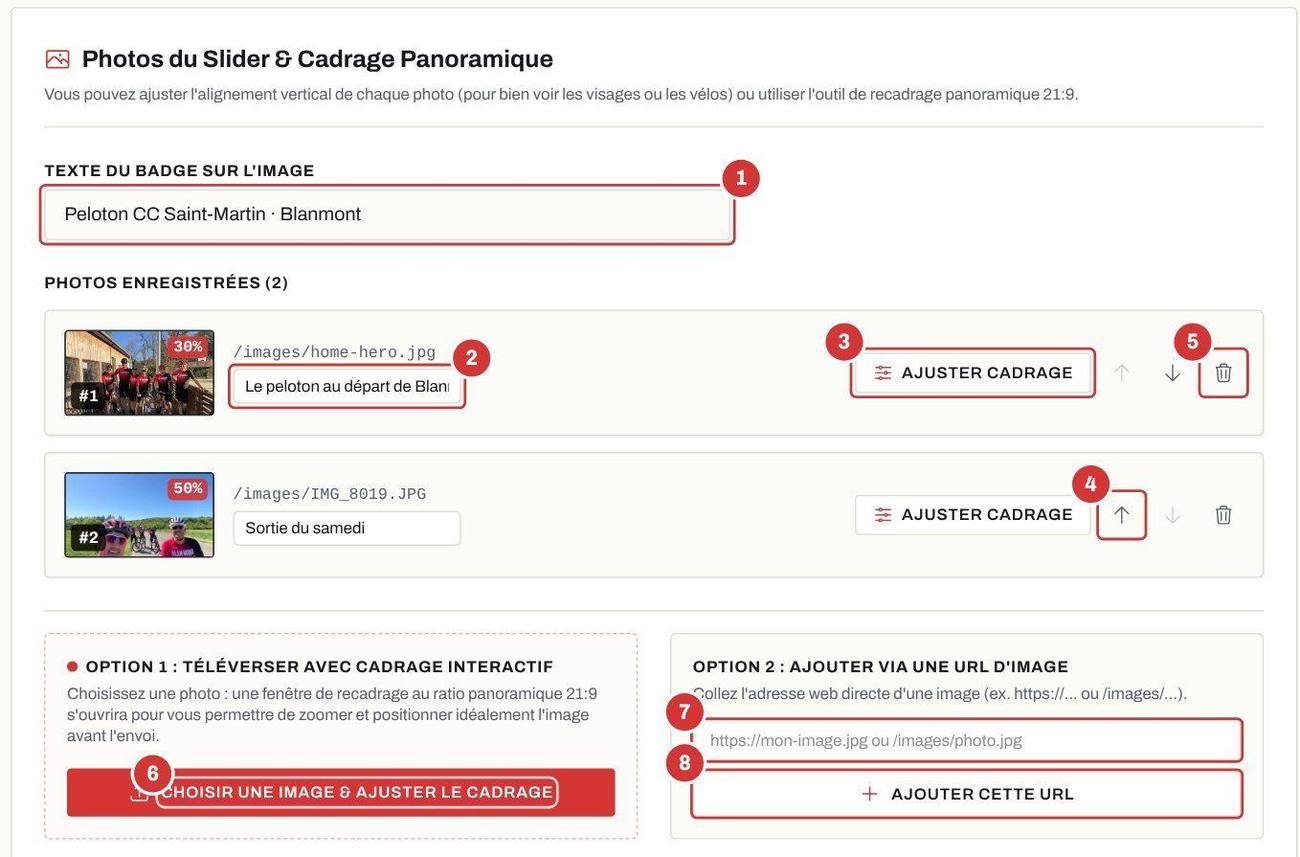 Photos du Slider & Cadrage Panoramique
Vous pouvez ajuster l'alignement vertical de chaque photo (pour bien voir les visages ou les vélos) ou utiliser l'outil de recadrage panoramique 21:9.
TEXTE DU BADGE SUR L'IMAGE
1
Peloton CC Saint-Martin · Blanmont
PHOTOS ENREGISTRÉES (2)
30%
#1
/images/home-hero.jpg
2
Le peloton au départ de Blan
3
AJUSTER CADRAGE
5
50%
#2
/images/IMG_8019.JPG
Sortie du samedi
AJUSTER CADRAGE
4
OPTION 1 : TÉLÉVERSER AVEC CADRAGE INTERACTIF
Choisissez une photo : une fenêtre de recadrage au ratio panoramique 21:9
s'ouvrira pour vous permettre de zoomer et positionner idéalement l'image
avant l'envoi.
6
CHOISIR UNE IMAGE & AJUSTER LE CADRAGE
OPTION 2 : AJOUTER VIA UNE URL D'IMAGE
Collez l'adresse web directe d'une image (ex. https://... ou /images/...).
7
https://mon-image.jpg ou /images/photo.jpg
8
AJOUTER CETTE URL